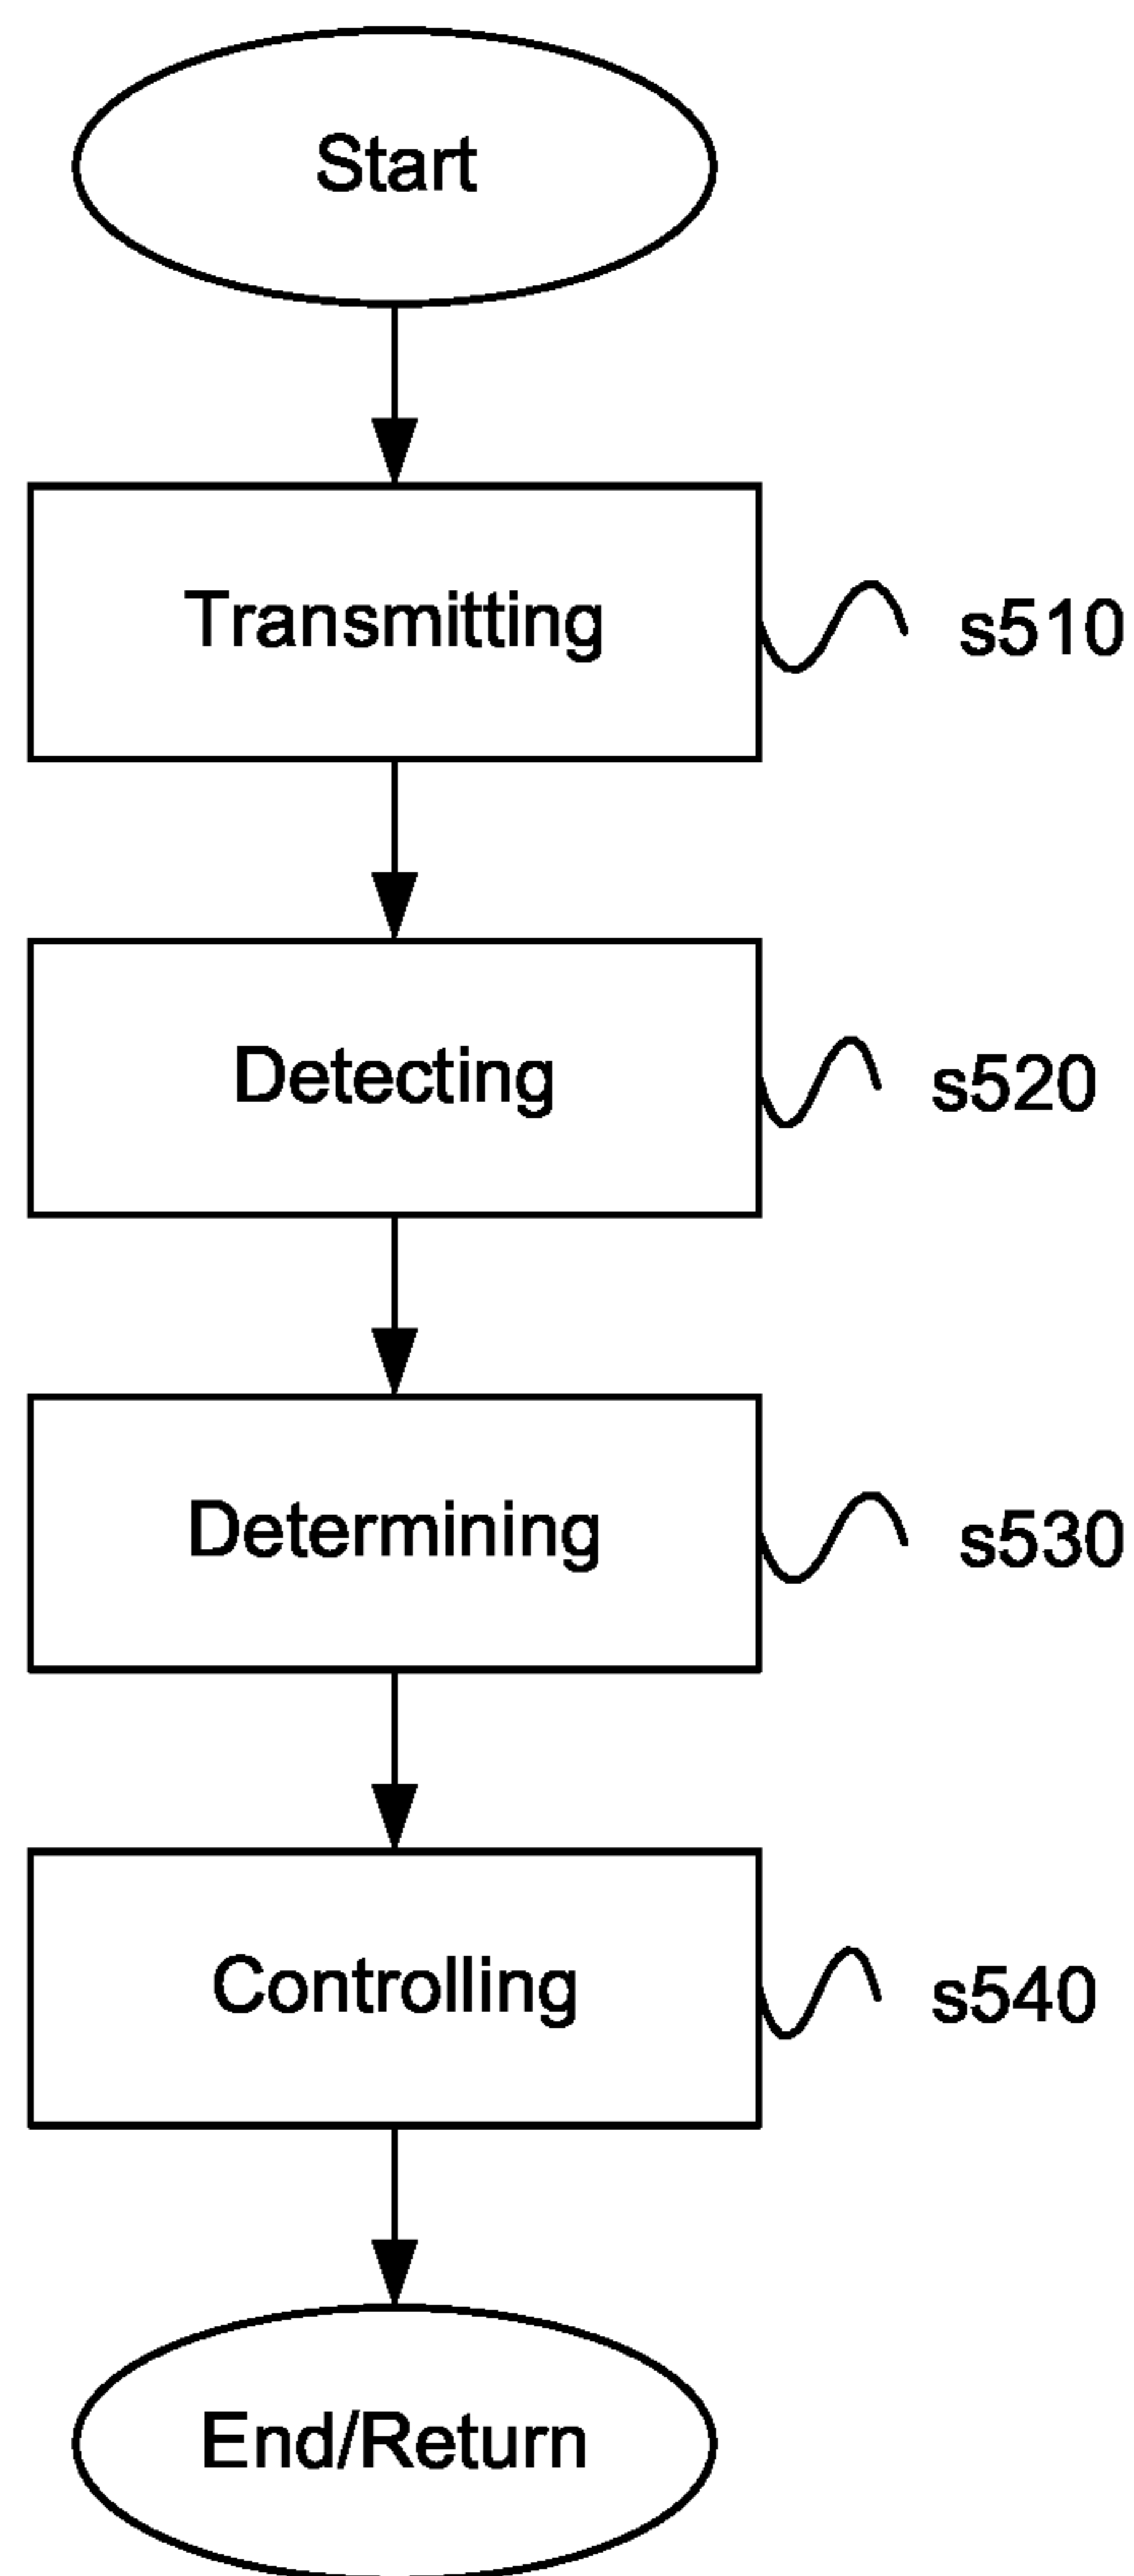 Start
Transmitting
s510
Detecting
s520
Determining
s530
Controlling
s540
End/Return